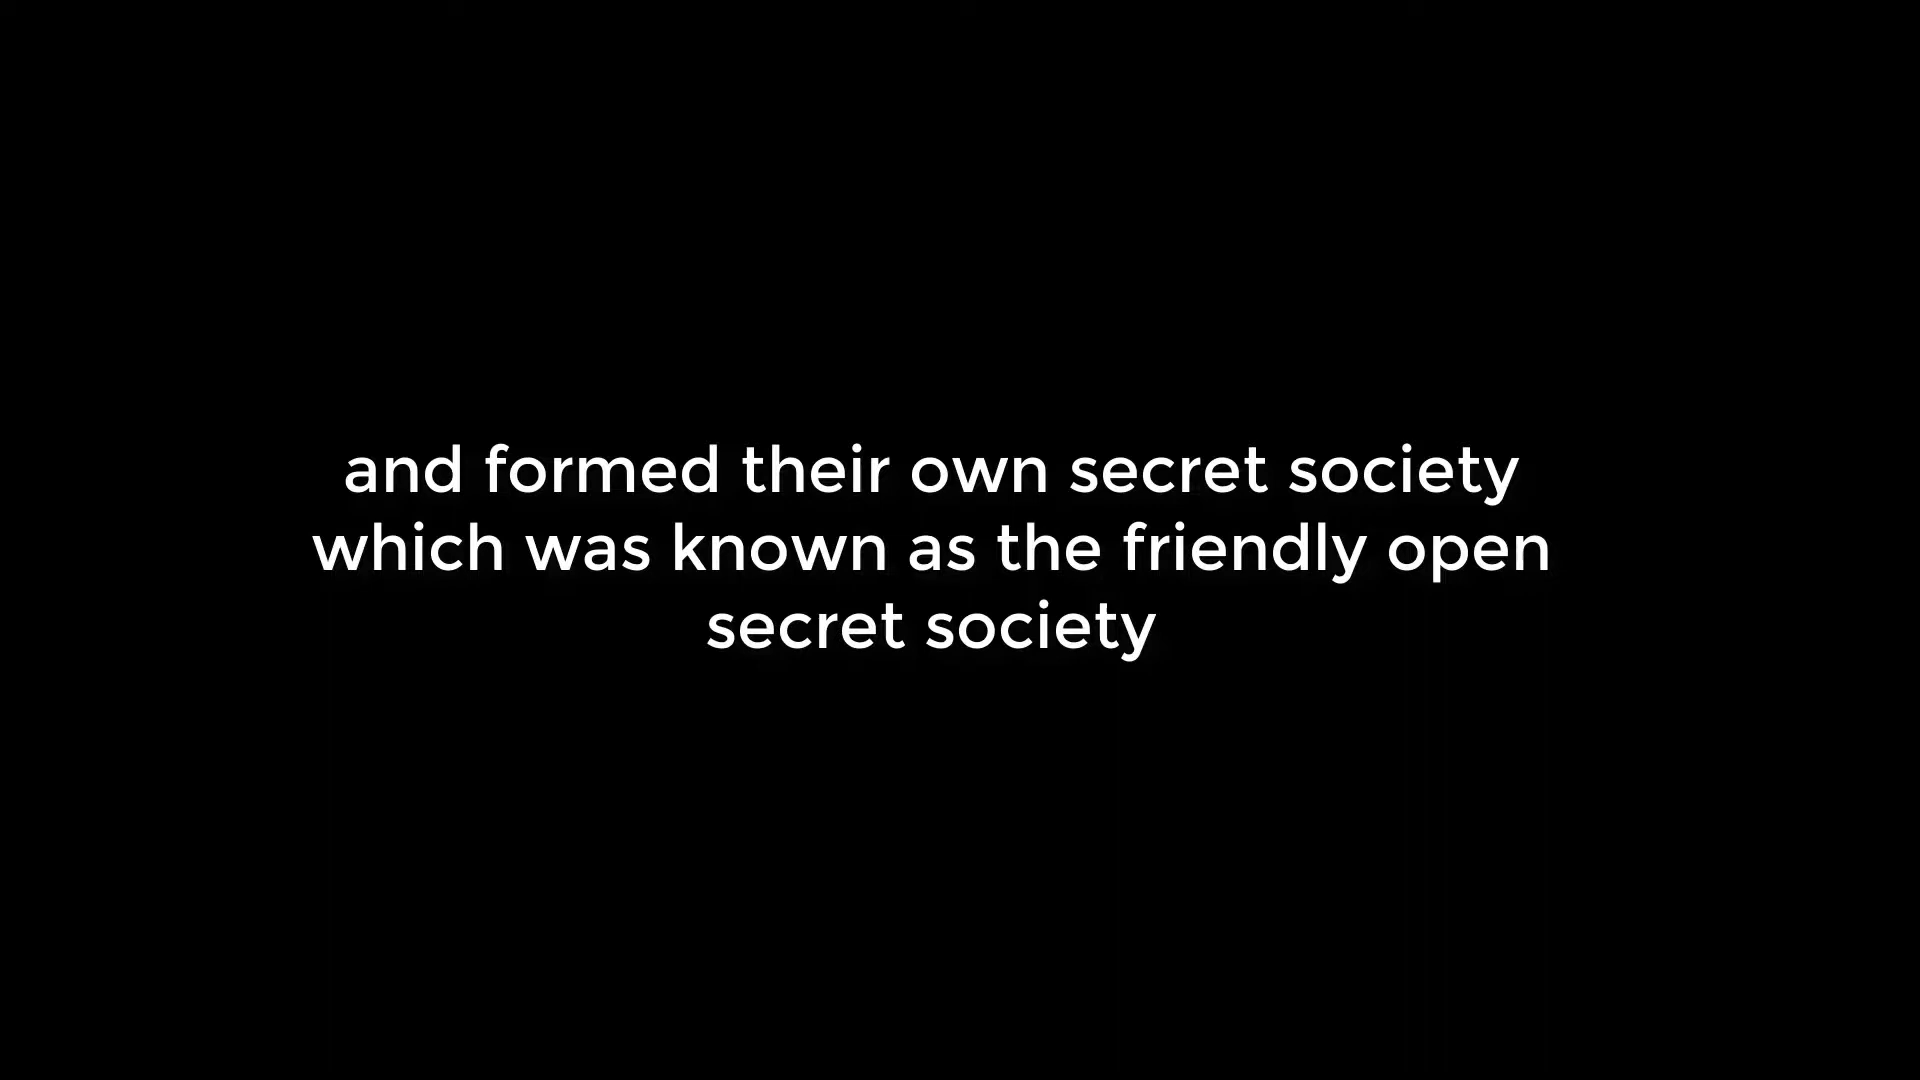 and formed their own secret society
which was known as the friendly open
secret society